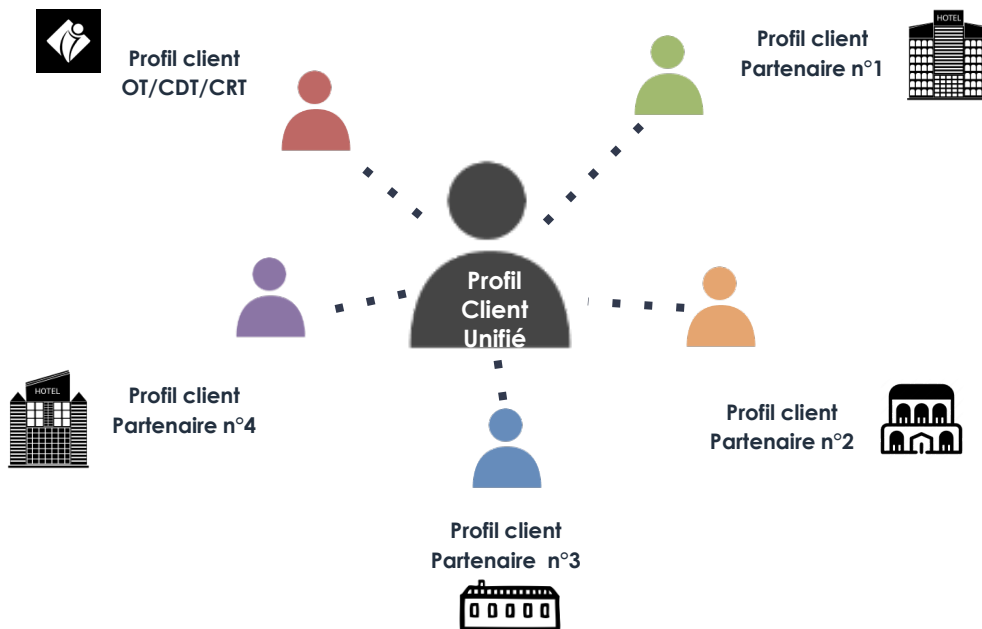 Profil client
OT/CDT/CRT
Profil client
Partenaire n°1
HOTEL
Profil
Client
Unifié
HOTEL
Profil client
Partenaire n°4
Profil client
Partenaire n°2
Profil client
Partenaire n°3